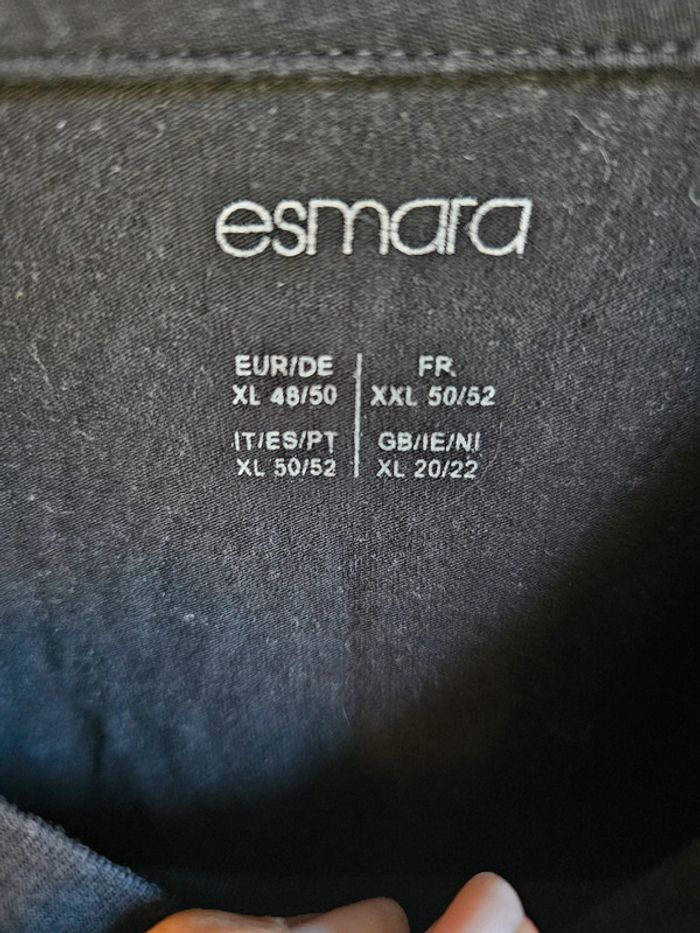 esmara
EUR/DE
XL 48/50
FR
XXL 50/52
IT/ES/PT
XL 50/52
GB/IE/NI
XL 20/22